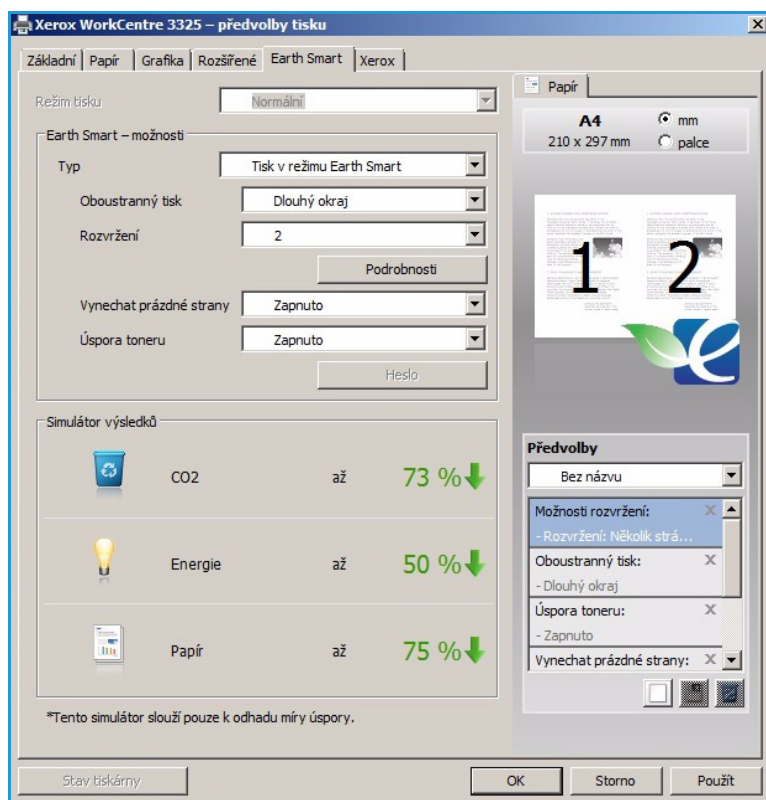 Xerox WorkCentre 3325 – předvolby tisku
Základní Papír Grafika Rozšířené Earth Smart Xerox
Režim tisku Normální
Earth Smart – možnosti
Typ Tisk v režimu Earth Smart
Oboustranný tisk Dlouhý okraj
Rozvržení 2
Podrobnosti
Vynechat prázdné strany Zapnuto
Úspora toneru Zapnuto
Heslo
Simulátor výsledků
CO2 až 73 %
Energie až 50 %
Papír až 75 %
*Tento simulátor slouží pouze k odhadu míry úspory.
Papír
A4
210 x 297 mm
mm
palce
1 2
Předvolby
Bez názvu
Možnosti rozvržení: X
- Rozvržení: Několik strá...
Oboustranný tisk: X
- Dlouhý okraj
Úspora toneru: X
- Zapnuto
Vynechat prázdné strany: X
Stav tiskárny OK Storno Použít